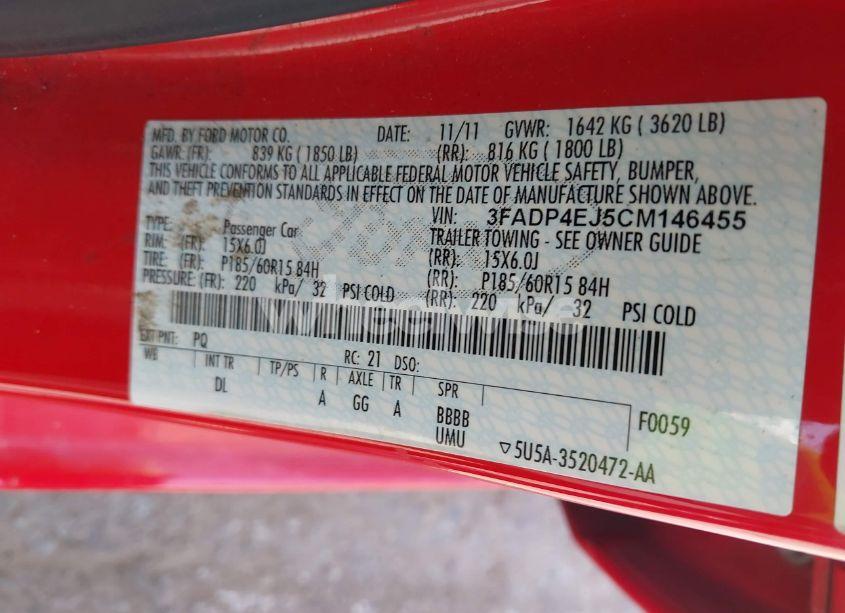 MFD. BY FORD MOTOR CO. DATE: 11/11 GVWR: 1642 KG ( 3620 LB)
GAWR: (FR): 839 KG ( 1850 LB) (RR): 816 KG ( 1800 LB)
THIS VEHICLE CONFORMS TO ALL APPLICABLE FEDERAL MOTOR VEHICLE SAFETY, BUMPER,
AND THEFT PREVENTION STANDARDS IN EFFECT ON THE DATE OF MANUFACTURE SHOWN ABOVE.
VIN: 3FADP4EJ5CM146455
TYPE: Passenger Car TRAILER TOWING - SEE OWNER GUIDE
RIM: (FR): 15X6.0J (RR): 15X6.0J
TIRE: (FR): P185/60R15 84H (RR): P185/60R15 84H
PRESSURE: (FR): 220 kPa/ 32 PSI COLD (RR): 220 kPa/ 32 PSI COLD
wheelwise
EXT PNT: PQ RC: 21 DSO:
WB INT TR TP/PS R AXLE TR SPR
DL A GG A BBBB F0059
UMU ▽5U5A-3520472-AA